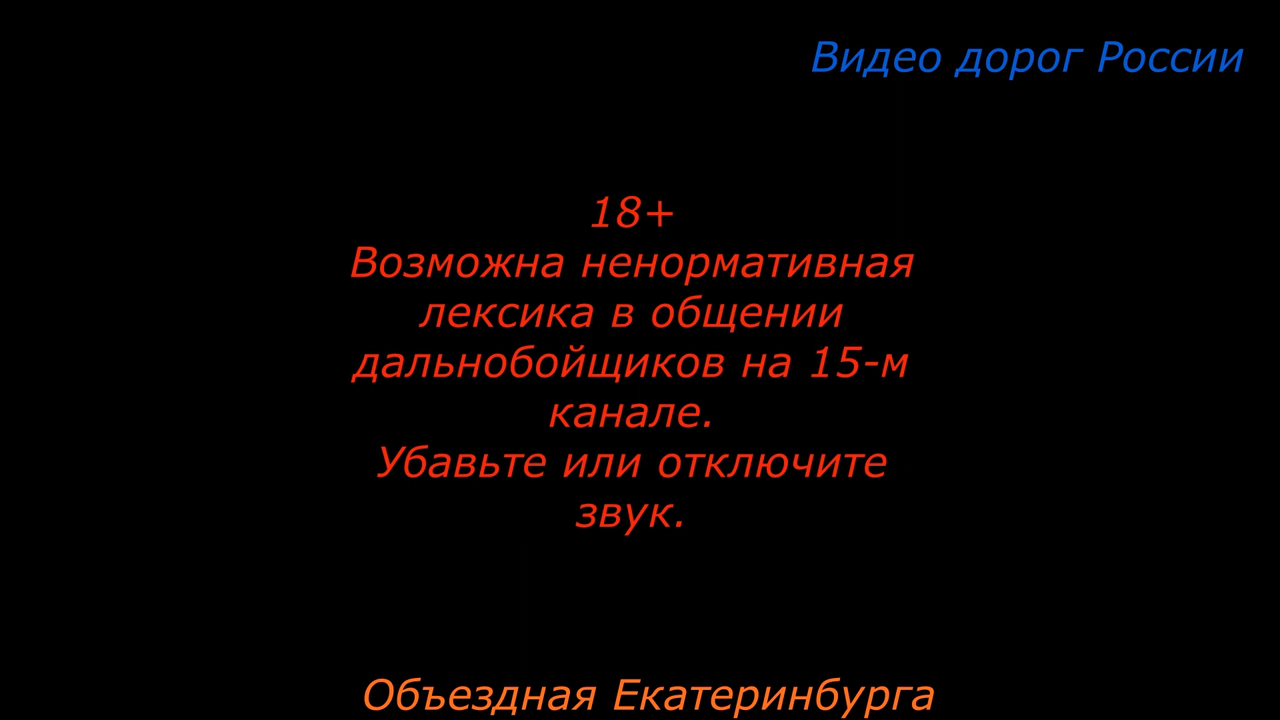 Видео дорог России
18+
Возможна ненормативная
лексика в общении
дальнобойщиков на 15-м
канале.
Убавьте или отключите
звук.
Объездная Екатеринбурга